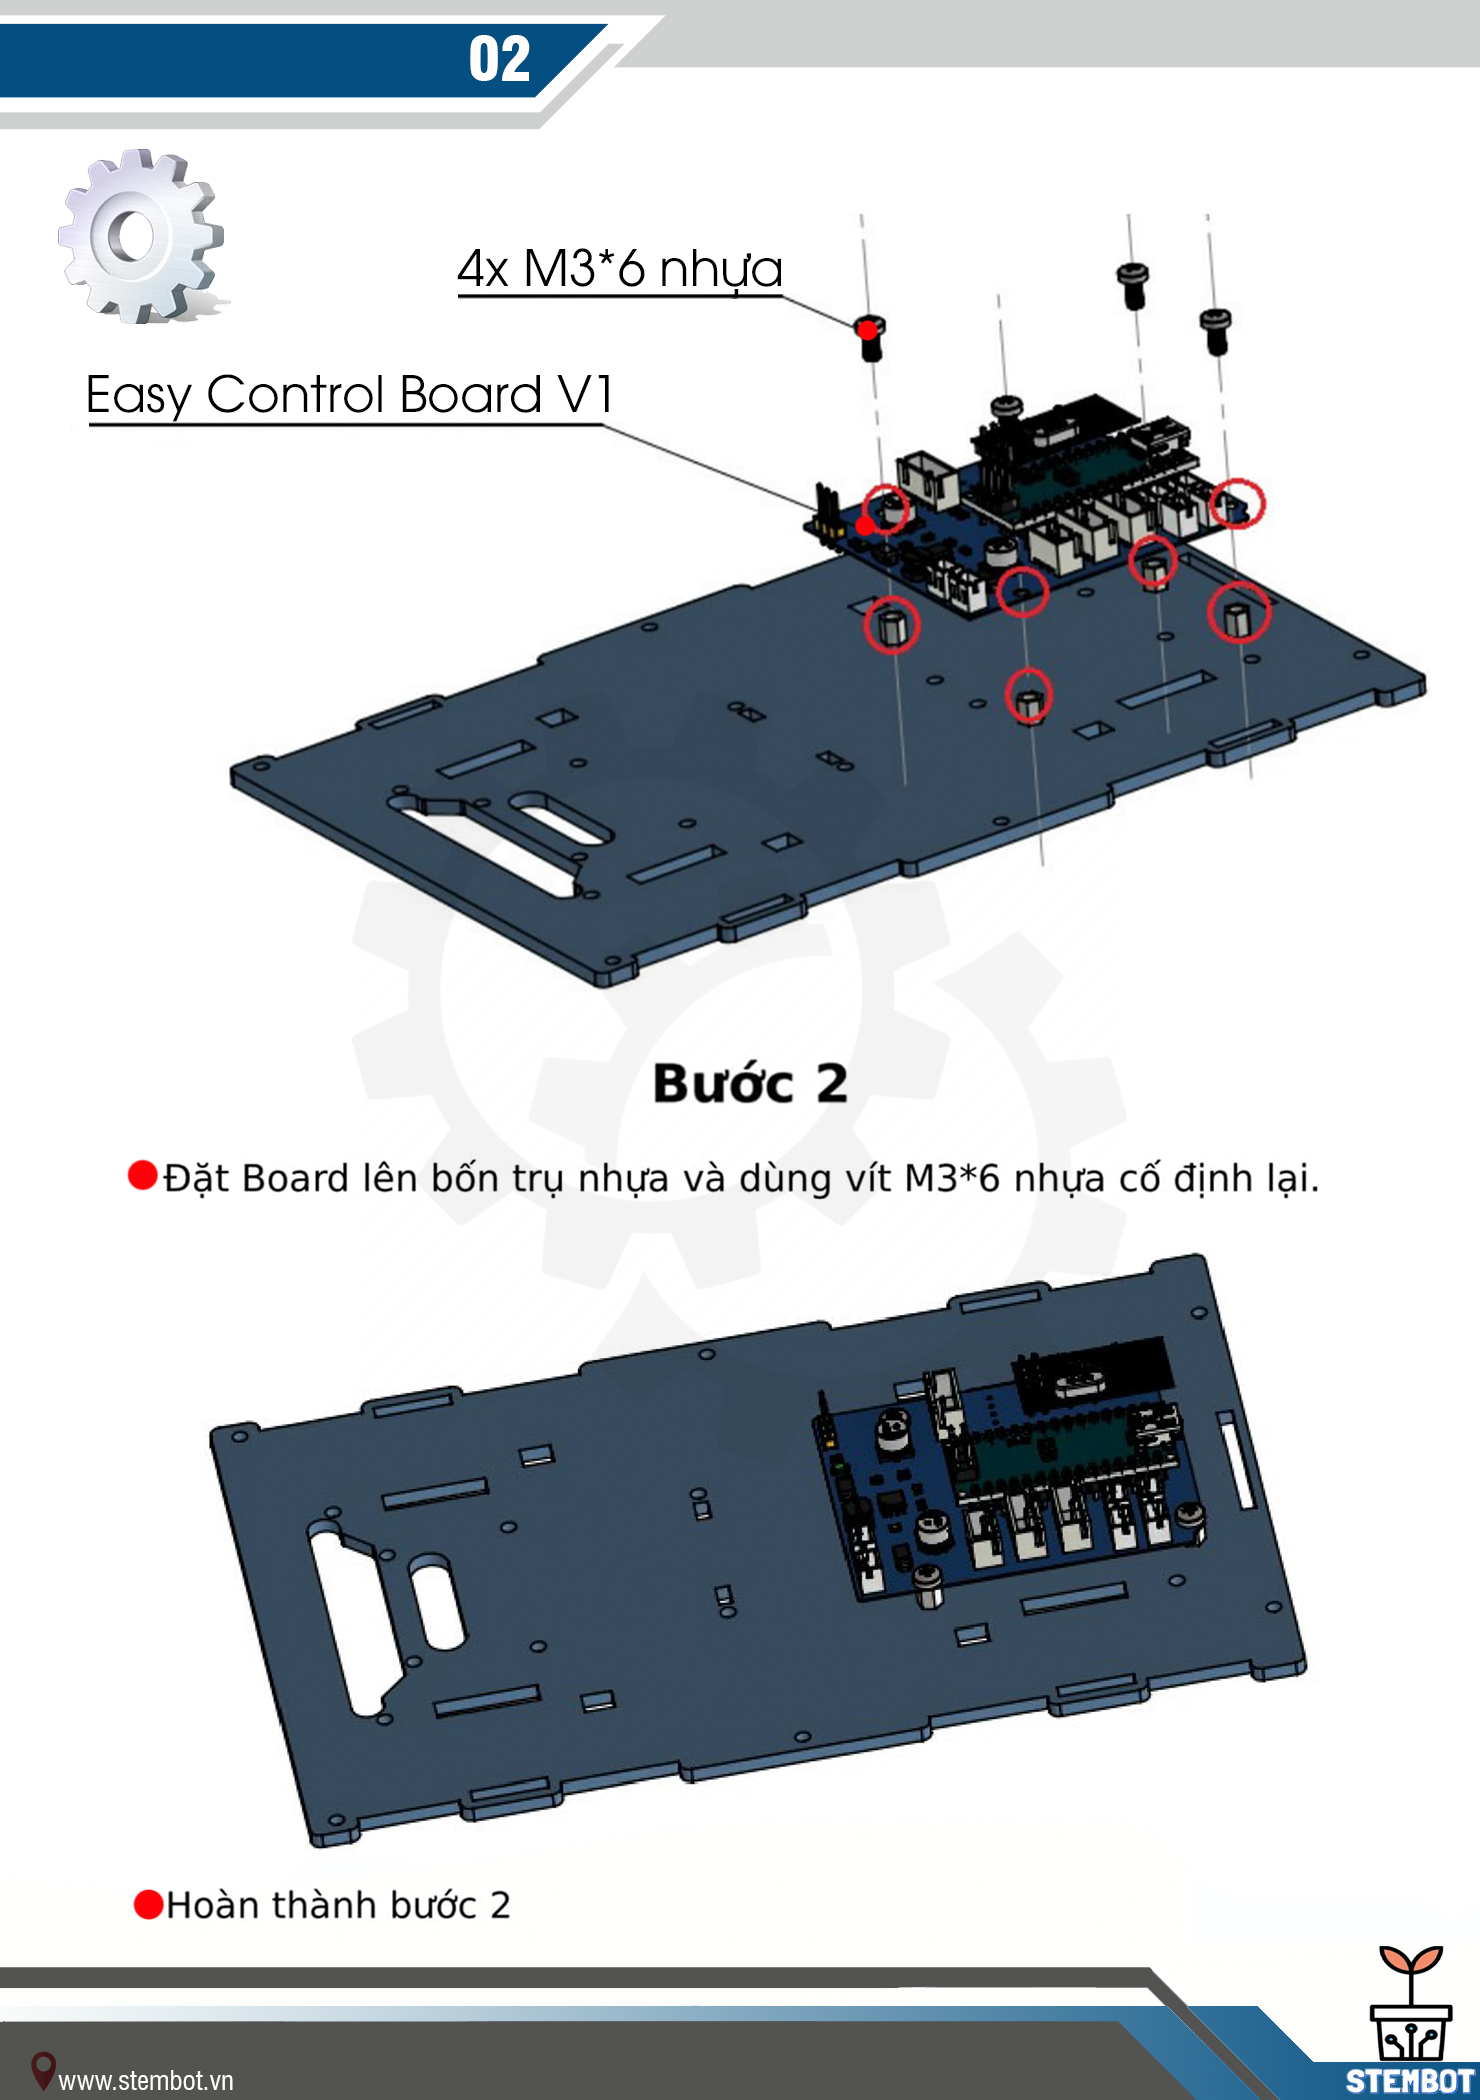 02
4x M3*6 nhựa
Easy Control Board V1
Bước 2
Đặt Board lên bốn trụ nhựa và dùng vít M3*6 nhựa cố định lại.
Hoàn thành bước 2
www.stembot.vn
STEMBOT